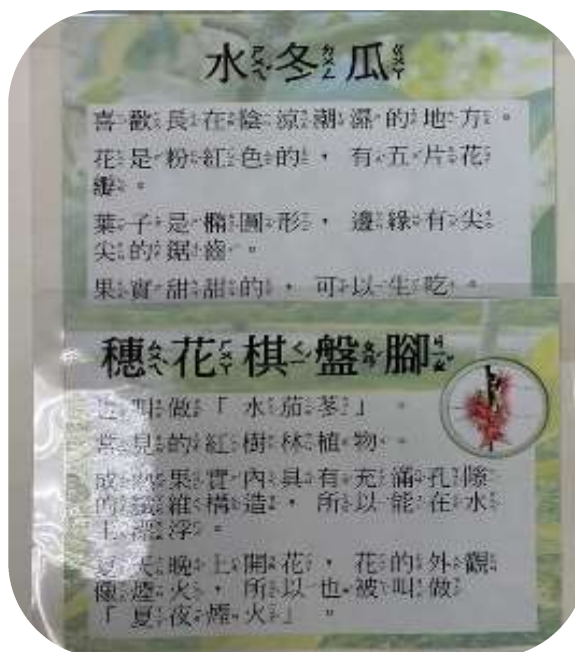 水冬瓜
喜歡長在陰涼潮濕的地方。
花是粉紅色的，有五片花
瓣。
葉子是橢圓形，邊緣有尖
尖的鋸齒。
果實甜甜的，可以生吃。
穗花棋盤腳
也叫做「水茄苳」。
常見的紅樹林植物。
成熟果實內具有充滿孔隙
的纖維構造，所以能在水
上漂浮。
夏天晚上開花，花的外觀
像煙火，所以也被叫做
「夏夜煙火」。